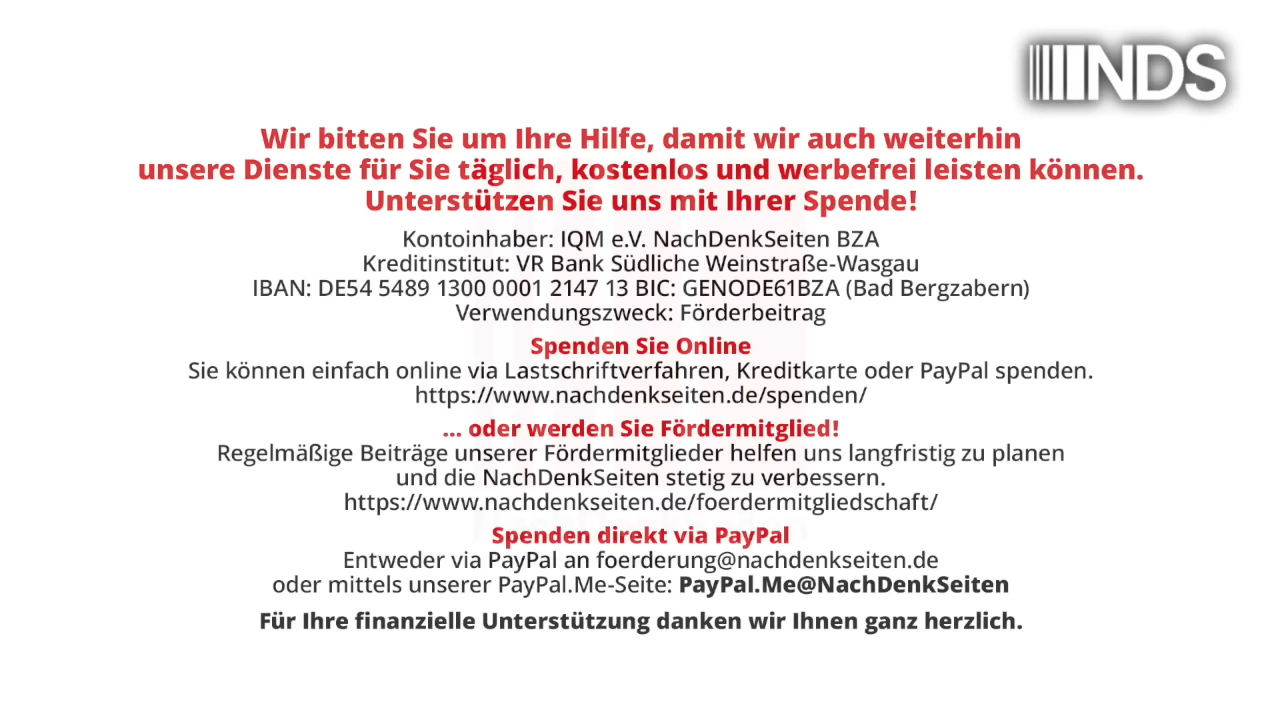 NDS
Wir bitten Sie um Ihre Hilfe, damit wir auch weiterhin
unsere Dienste für Sie täglich, kostenlos und werbefrei leisten können.
Unterstützen Sie uns mit Ihrer Spende!
Kontoinhaber: IQM e.V. NachDenkSeiten BZA
Kreditinstitut: VR Bank Südliche Weinstraße-Wasgau
IBAN: DE54 5489 1300 0001 2147 13 BIC: GENODE61BZA (Bad Bergzabern)
Verwendungszweck: Förderbeitrag
Spenden Sie Online
Sie können einfach online via Lastschriftverfahren, Kreditkarte oder PayPal spenden.
https://www.nachdenkseiten.de/spenden/
... oder werden Sie Fördermitglied!
Regelmäßige Beiträge unserer Fördermitglieder helfen uns langfristig zu planen
und die NachDenkSeiten stetig zu verbessern.
https://www.nachdenkseiten.de/foerdermitgliedschaft/
Spenden direkt via PayPal
Entweder via PayPal an foerderung@nachdenkseiten.de
oder mittels unserer PayPal.Me-Seite: PayPal.Me@NachDenkSeiten
Für Ihre finanzielle Unterstützung danken wir Ihnen ganz herzlich.